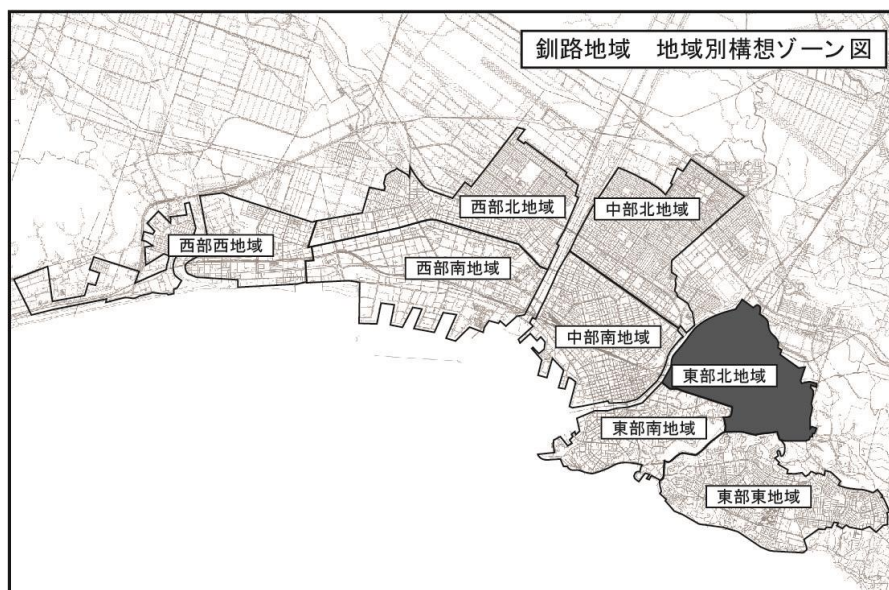 釧路地域　地域別構想ゾーン図
西部北地域
中部北地域
西部西地域
西部南地域
中部南地域
東部北地域
東部南地域
東部東地域